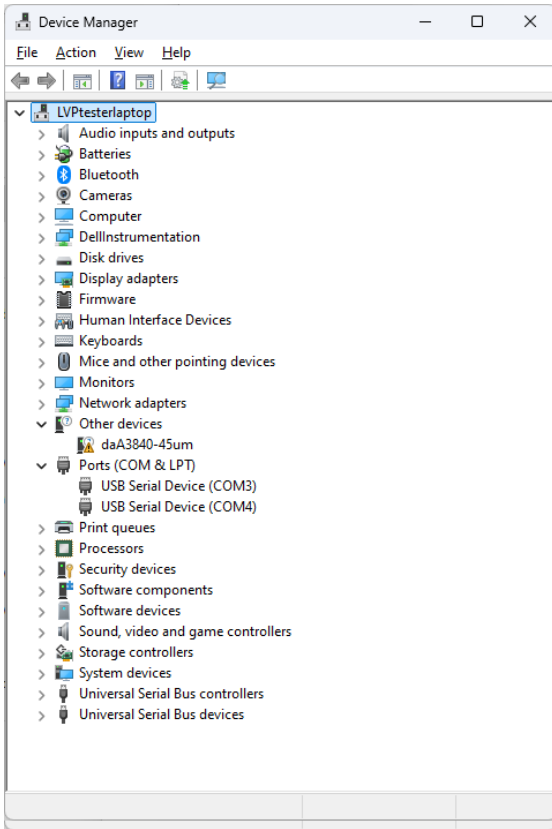 Device Manager
File Action View Help
LVPtesterlaptop
Audio inputs and outputs
Batteries
Bluetooth
Cameras
Computer
DellInstrumentation
Disk drives
Display adapters
Firmware
Human Interface Devices
Keyboards
Mice and other pointing devices
Monitors
Network adapters
Other devices
daA3840-45um
Ports (COM & LPT)
USB Serial Device (COM3)
USB Serial Device (COM4)
Print queues
Processors
Security devices
Software components
Software devices
Sound, video and game controllers
Storage controllers
System devices
Universal Serial Bus controllers
Universal Serial Bus devices